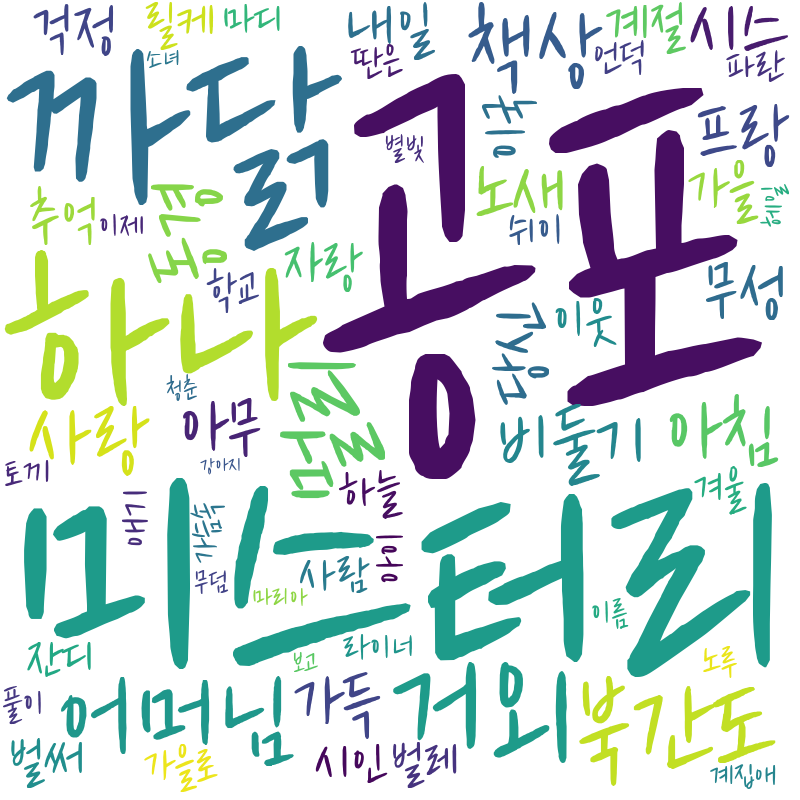 걱정
릴케
마디
내일
책상
계절
시스
소녀
딴은
언덕
파란
까닭
공포
별빛
프랑
추억
이제
동경
노새
쉬이
가을
하나
학교
자랑
이웃
무성
청춘
사랑
아무
멀리
비둘기
아침
토끼
강아지
하늘
겨울
미스터리
애기
가슴속
무덤
사람
마리아
이름
잔디
보고
라이너
노루
풀이
어머님
가득
거외
북간도
벌써
가을로
시인
벌레
계집애